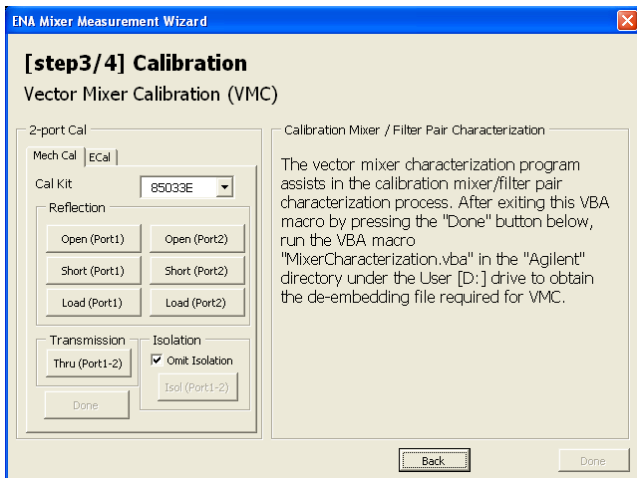 ENA Mixer Measurement Wizard
[step3/4] Calibration
Vector Mixer Calibration (VMC)
2-port Cal
Mech Cal ECal
Cal Kit 85033E
Reflection
Open (Port1) Open (Port2)
Short (Port1) Short (Port2)
Load (Port1) Load (Port2)
Transmission Isolation
Thru (Port1-2) Omit Isolation
Isol (Port1-2)
Done
Calibration Mixer / Filter Pair Characterization
The vector mixer characterization program
assists in the calibration mixer/filter pair
characterization process. After exiting this VBA
macro by pressing the "Done" button below,
run the VBA macro
"MixerCharacterization.vba" in the "Agilent"
directory under the User [D:] drive to obtain
the de-embedding file required for VMC.
Back Done